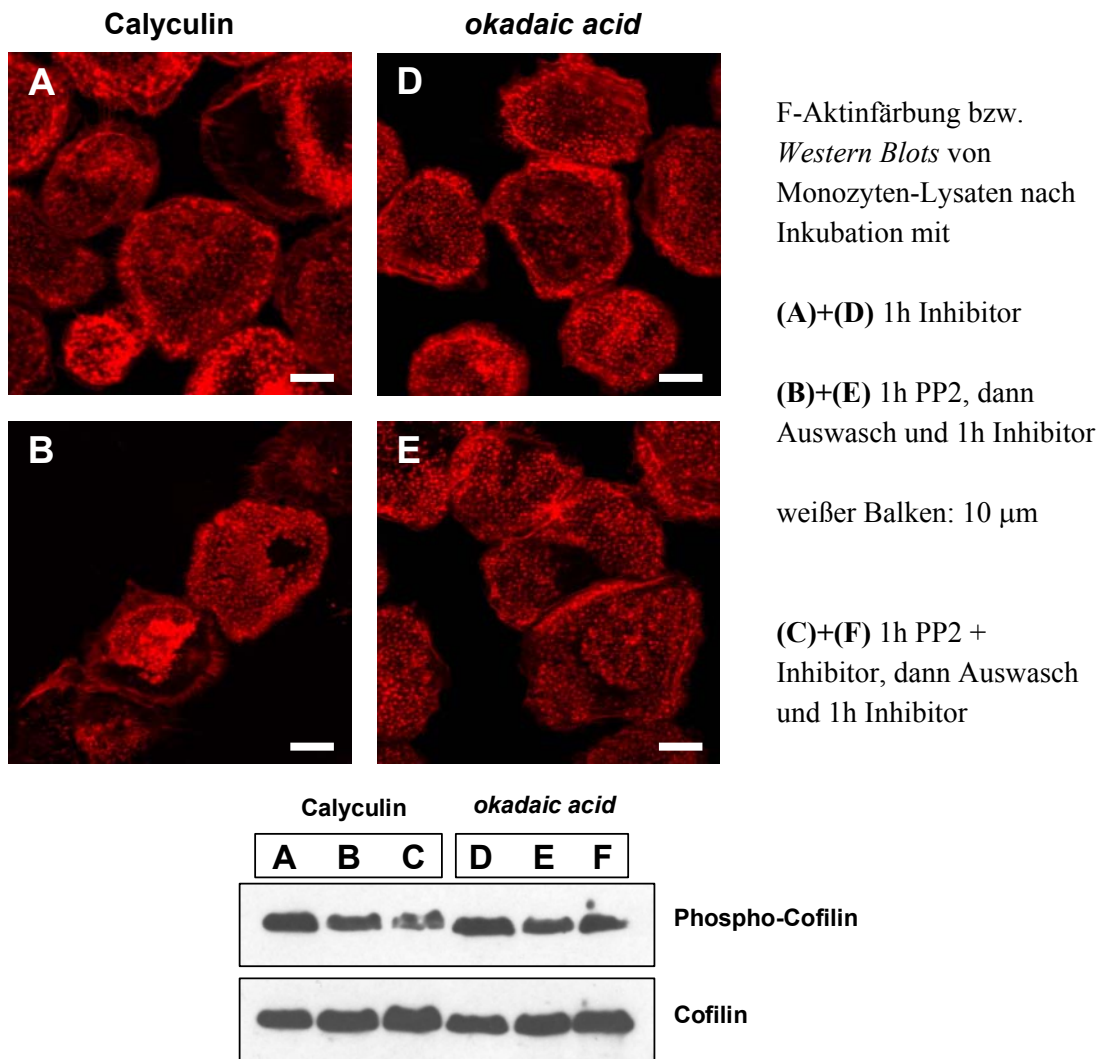 Calyculin
okadaic acid
A
D
B
E
F-Aktinfärbung bzw.
Western Blots von
Monozyten-Lysaten nach
Inkubation mit
(A)+(D) 1h Inhibitor
(B)+(E) 1h PP2, dann
Auswasch und 1h Inhibitor
weißer Balken: 10 μm
(C)+(F) 1h PP2 +
Inhibitor, dann Auswasch
und 1h Inhibitor
Calyculin
okadaic acid
A B C D E F
Phospho-Cofilin
Cofilin